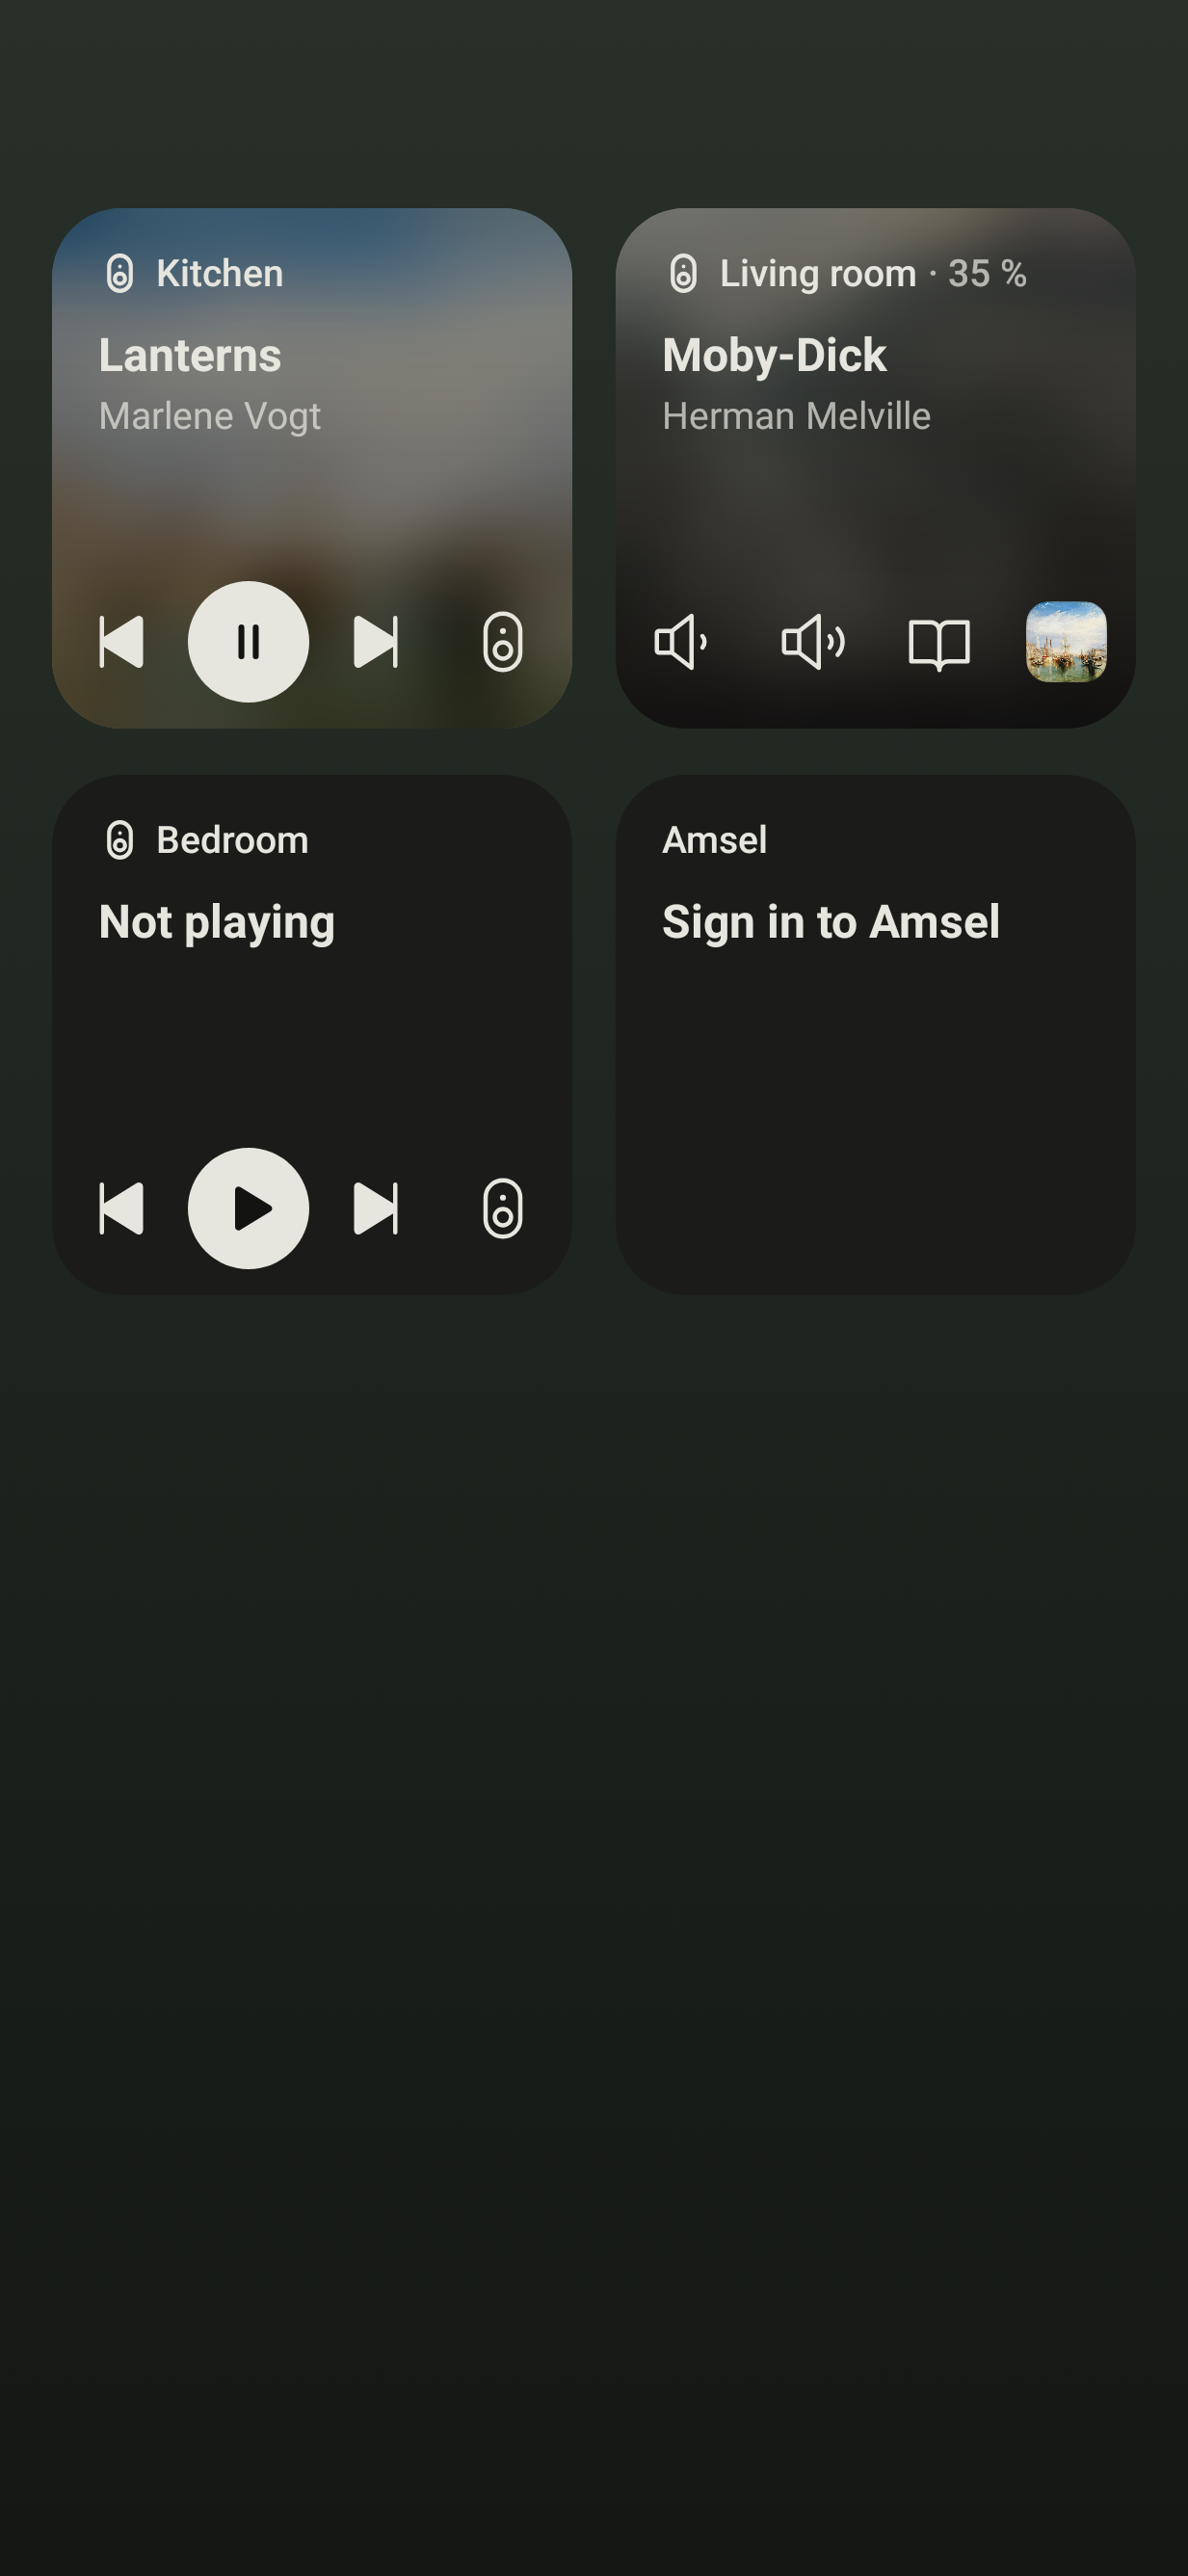 Kitchen
Lanterns
Marlene Vogt
Living room · 35 %
Moby-Dick
Herman Melville
Bedroom
Not playing
Amsel
Sign in to Amsel